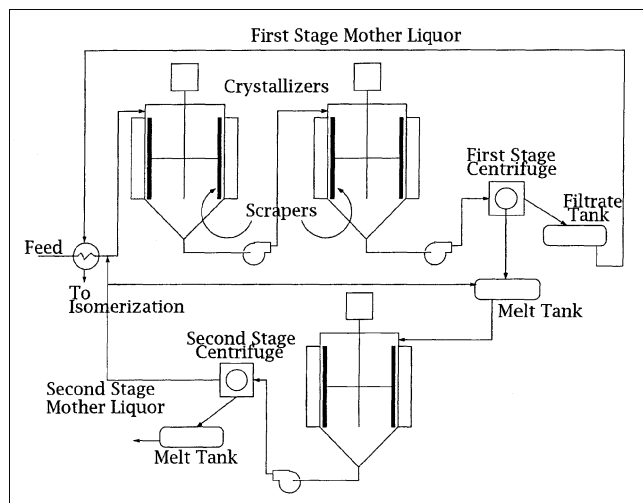 First Stage Mother Liquor
Crystallizers
First Stage
Centrifuge
Filtrate
Tank
Scrapers
Feed
To
Isomerization
Melt Tank
Second Stage
Centrifuge
Second Stage
Mother Liquor
Melt Tank